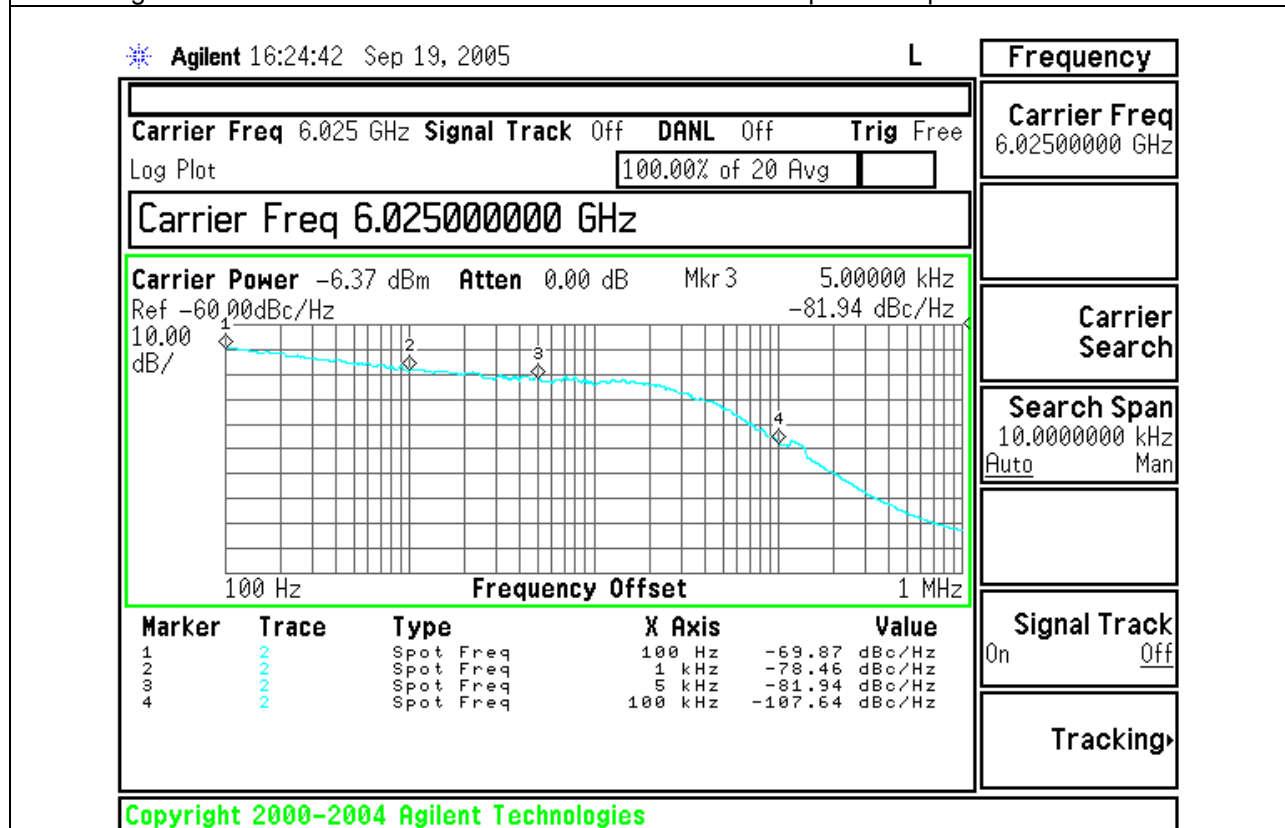 Agilent 16:24:42 Sep 19, 2005 L
Frequency
Carrier Freq 6.025 GHz Signal Track Off DANL Off Trig Free
Log Plot 100.00% of 20 Avg
Carrier Freq 6.025000000 GHz
Carrier Power -6.37 dBm Atten 0.00 dB Mkr 3 5.00000 kHz
Ref -60.00dBc/Hz -81.94 dBc/Hz
10.00
dB/
1
2
3
4
100 Hz Frequency Offset 1 MHz
Marker Trace Type X Axis Value
1 2 Spot Freq 100 Hz -69.87 dBc/Hz
2 2 Spot Freq 1 kHz -78.46 dBc/Hz
3 2 Spot Freq 5 kHz -81.94 dBc/Hz
4 2 Spot Freq 100 kHz -107.64 dBc/Hz
Carrier Freq
6.02500000 GHz
Carrier
Search
Search Span
10.0000000 kHz
Auto Man
Signal Track
On Off
Tracking
Copyright 2000-2004 Agilent Technologies